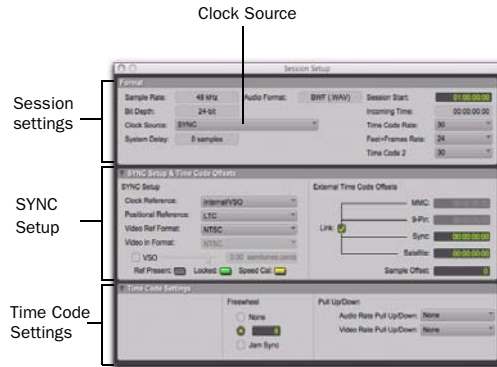 Clock Source
Session Setup
Format
Session settings
Sample Rate: 48 kHz Audio Format: BWF (.WAV) Session Start: 01:00:00:00
Bit Depth: 24-bit Incoming Time: 00:00:00:00
Clock Source: SYNC Time Code Rate: 30
System Delay: 0 samples Feet+Frames Rate: 24
Time Code 2 30
SYNC Setup
SYNC Setup & Time Code Offsets
SYNC Setup External Time Code Offsets
Clock Reference: Internal/VSO MMC:
Positional Reference: LTC 9-Pin:
Video Ref Format: NTSC Link: Sync: 00:00:00:00
Video In Format: NTSC
VSO 0.00 semitones.cents Satellite: 00:00:00:00
Ref Present: Locked: Speed Cal: Sample Offset: 0
Time Code Settings
Time Code Settings
Freewheel Pull Up/Down
None Audio Rate Pull Up/Down: None
8 Video Rate Pull Up/Down: None
Jam Sync